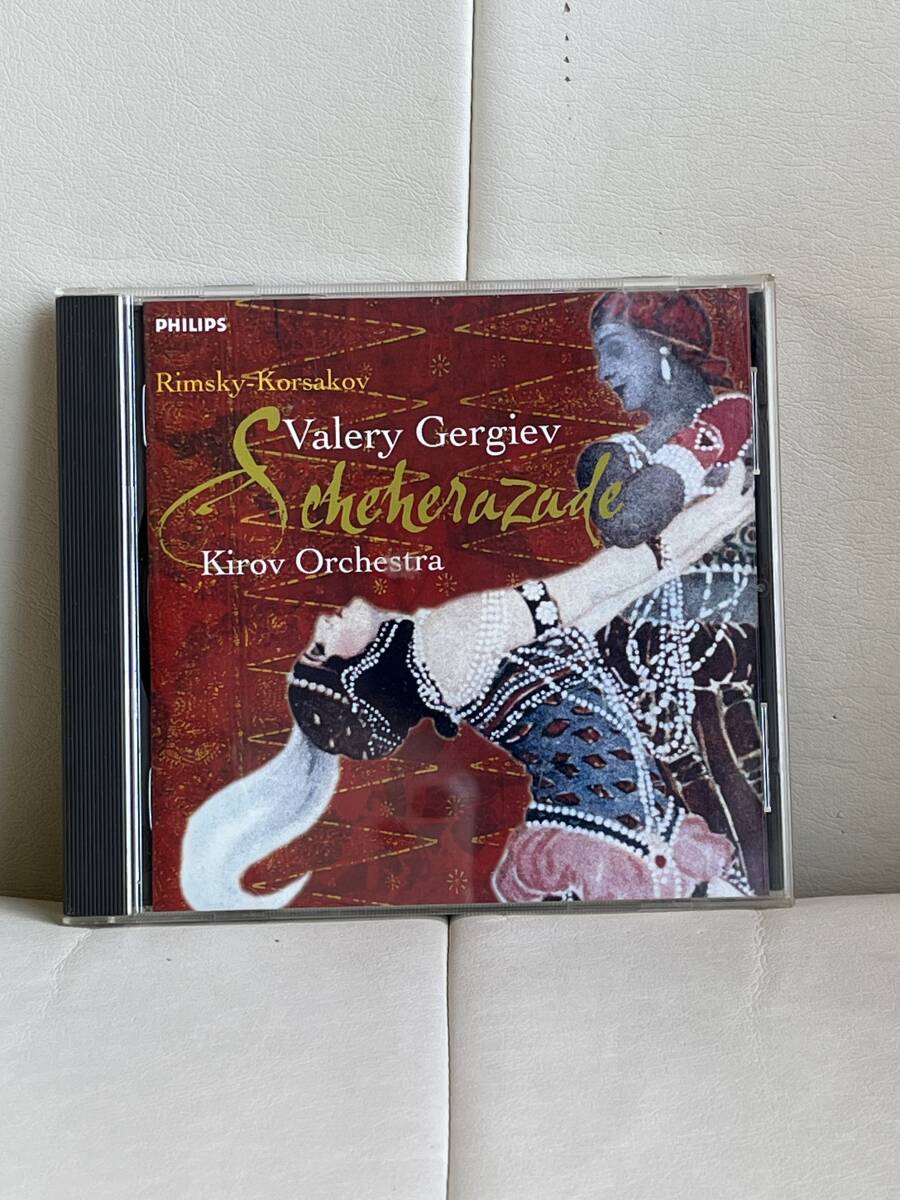 PHILIPS
Rimsky-Korsakov
Valery Gergiev
Scheherazade
Kirov Orchestra